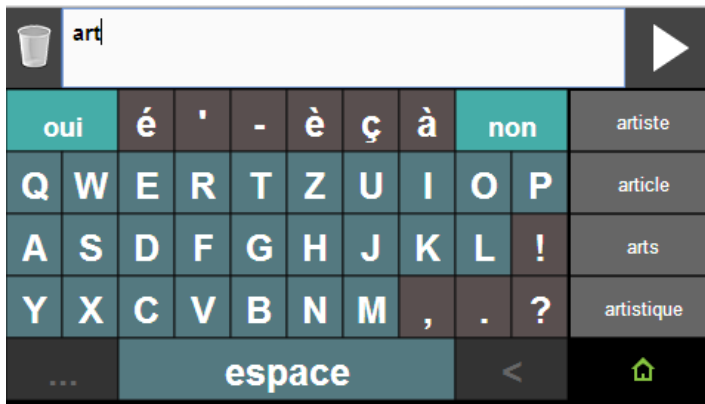 art
oui é ' - è ç à non artiste
Q W E R T Z U I O P article
A S D F G H J K L ! arts
Y X C V B N M , . ? artistique
... espace <